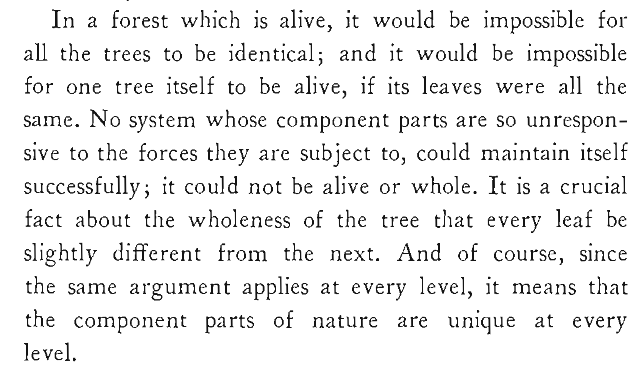 In a forest which is alive, it would be impossible for
all the trees to be identical; and it would be impossible
for one tree itself to be alive, if its leaves were all the
same. No system whose component parts are so unrespon-
sive to the forces they are subject to, could maintain itself
successfully; it could not be alive or whole. It is a crucial
fact about the wholeness of the tree that every leaf be
slightly different from the next. And of course, since
the same argument applies at every level, it means that
the component parts of nature are unique at every
level.